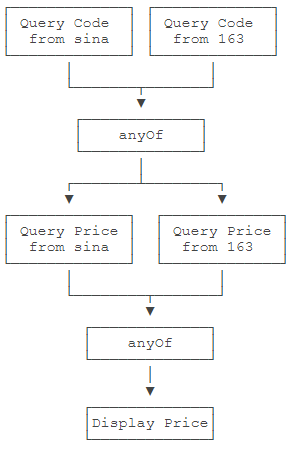 Query Code
from sina
Query Code
from 163
anyOf
Query Price
from sina
Query Price
from 163
anyOf
Display Price